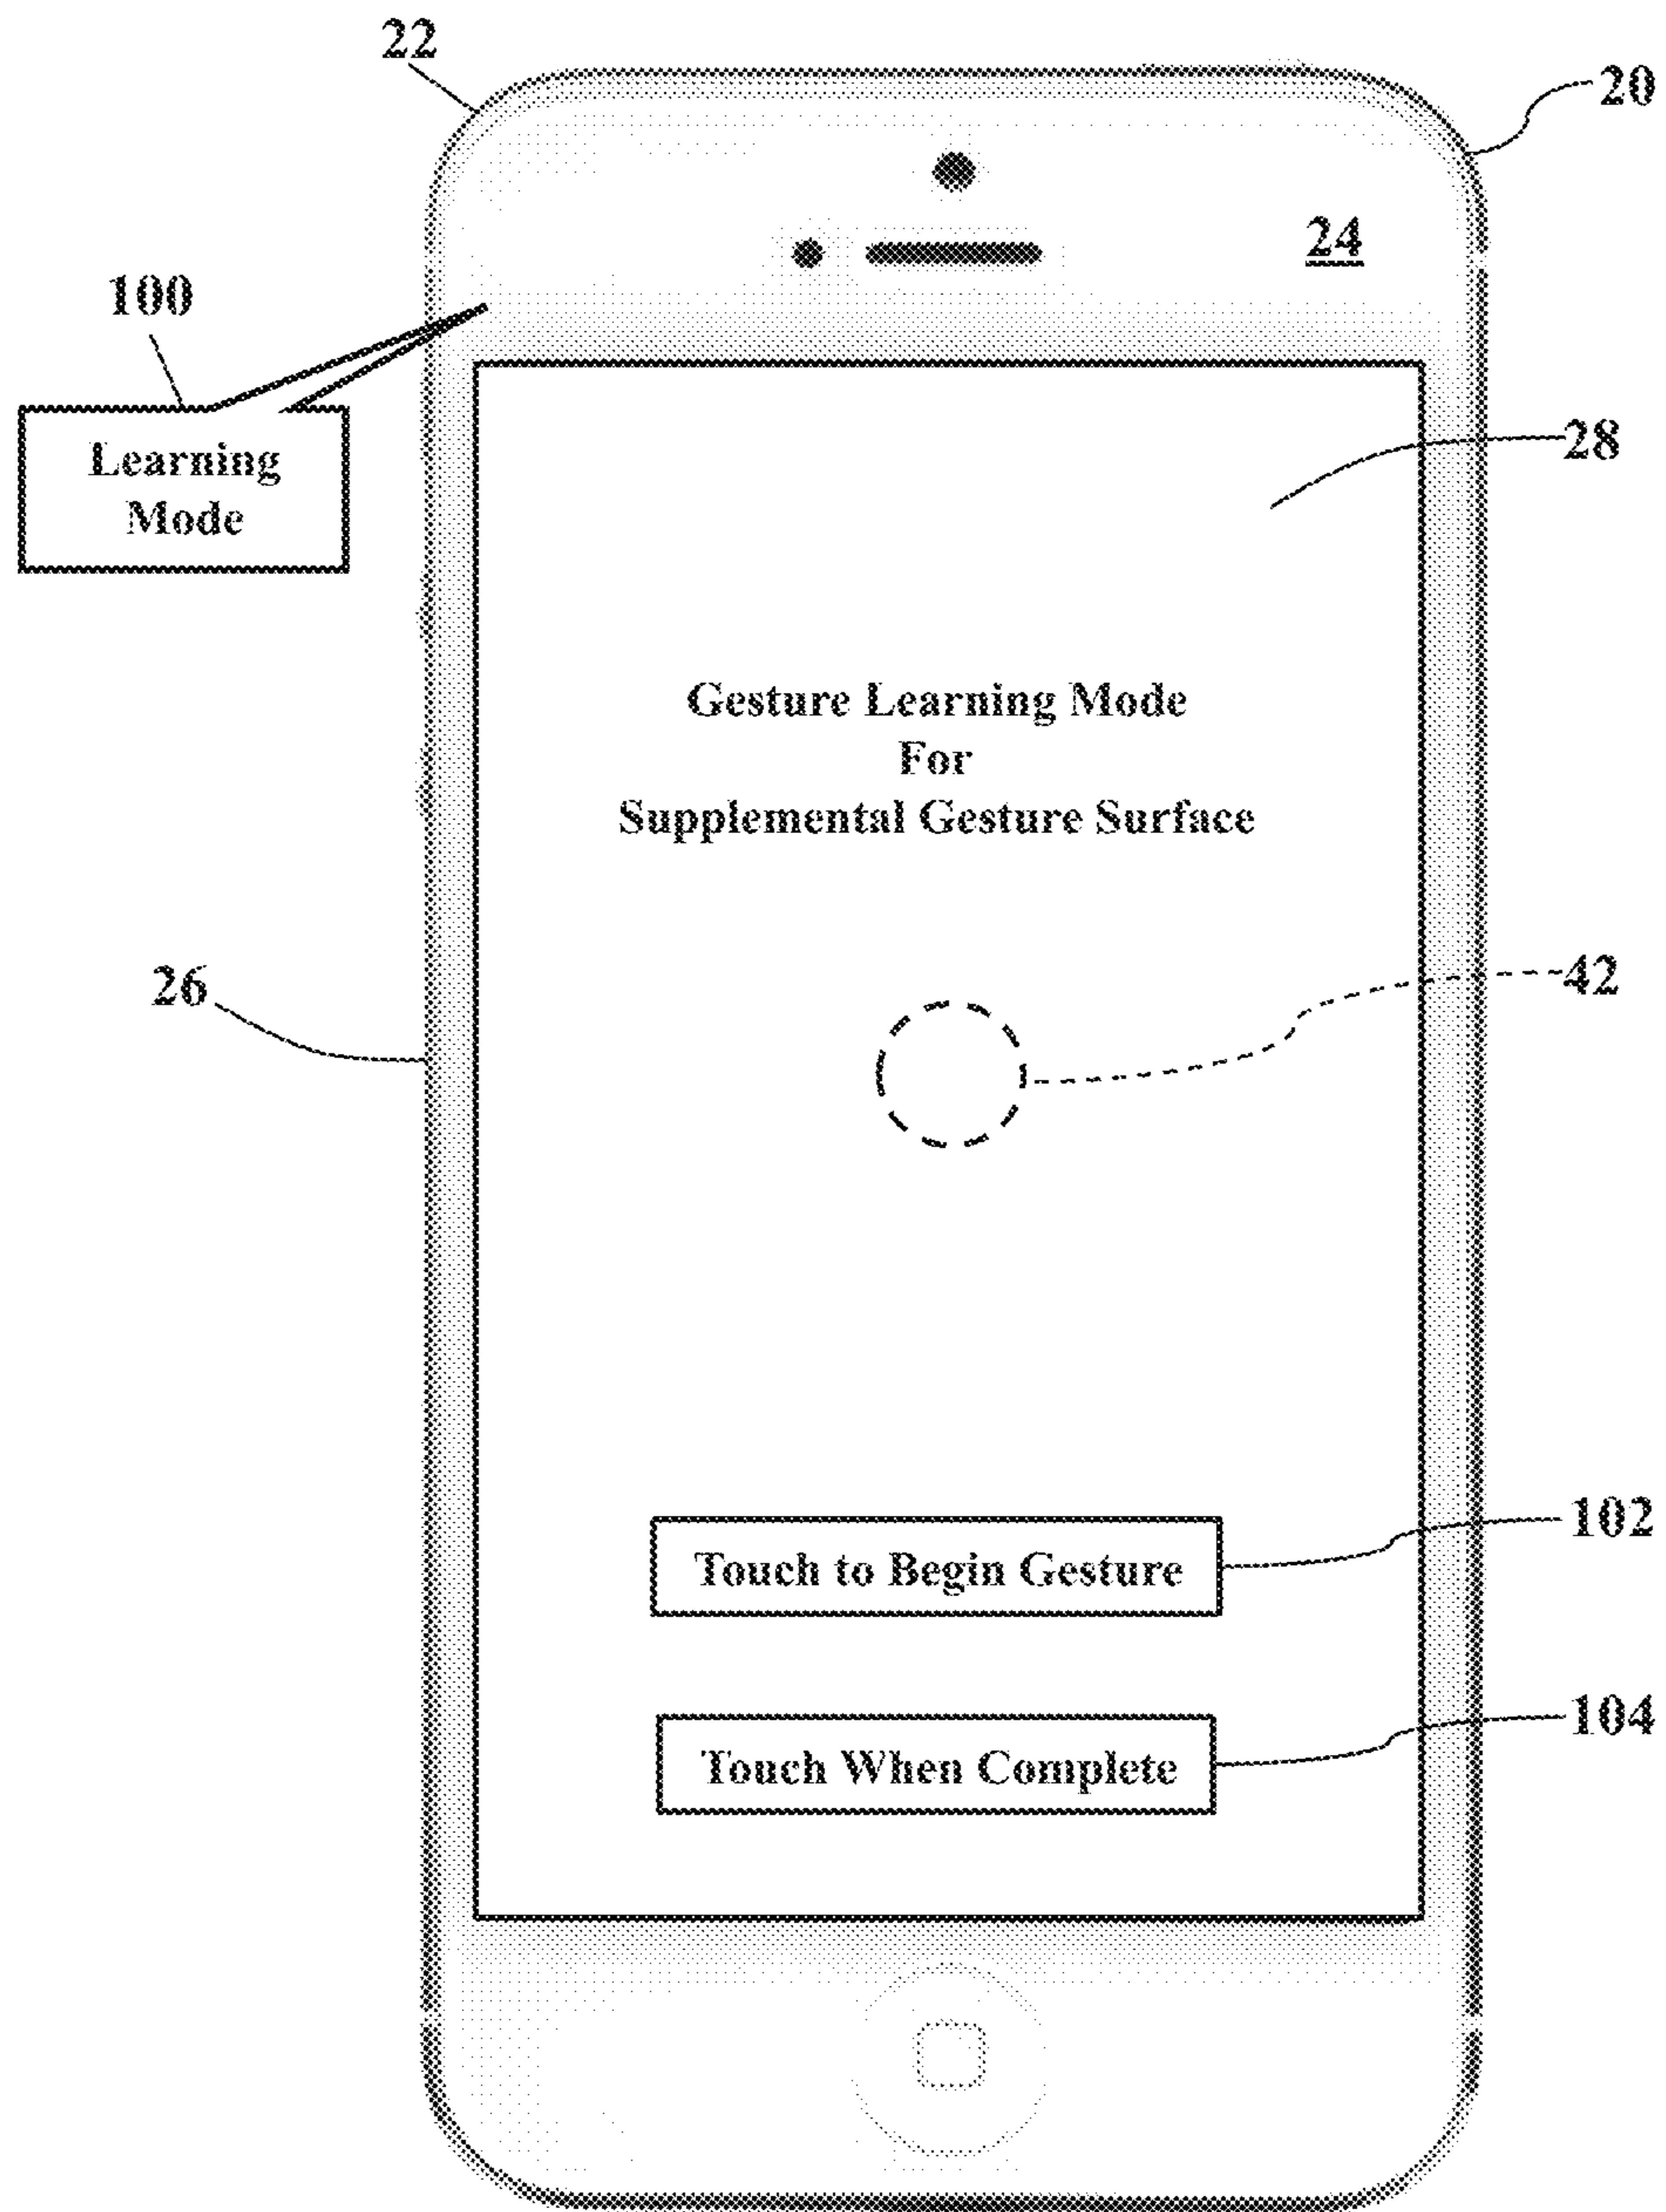 22
20
24
100
Learning
Mode
28
Gesture Learning Mode
For
Supplemental Gesture Surface
26
42
102
Touch to Begin Gesture
104
Touch When Complete